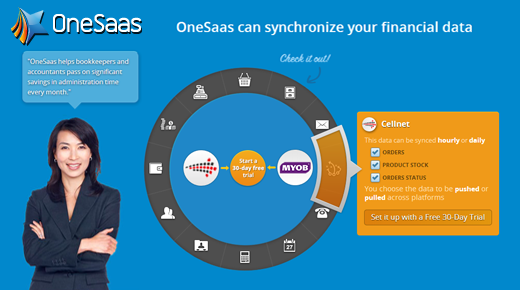 OneSaas
OneSaas can synchronize your financial data
"OneSaas helps bookkeepers and
accountants pass on significant
savings in administration time
every month."
Check it out!
Start a
30-day free
trial
MYOB
27
Cellnet
This data can be synced hourly or daily
ORDERS
PRODUCT STOCK
ORDERS STATUS
You choose the data to be pushed or
pulled across platforms
Set it up with a Free 30-Day Trial